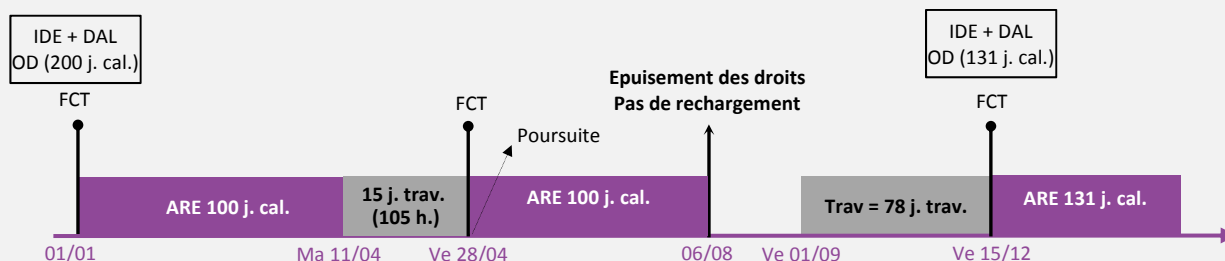 IDE + DAL
OD (200 j. cal.)
FCT
ARE 100 j. cal.
15 j. trav.
(105 h.)
FCT
Poursuite
ARE 100 j. cal.
Epuisement des droits
Pas de rechargement
Trav = 78 j. trav.
IDE + DAL
OD (131 j. cal.)
FCT
ARE 131 j. cal.
01/01
Ma 11/04
Ve 28/04
06/08
Ve 01/09
Ve 15/12